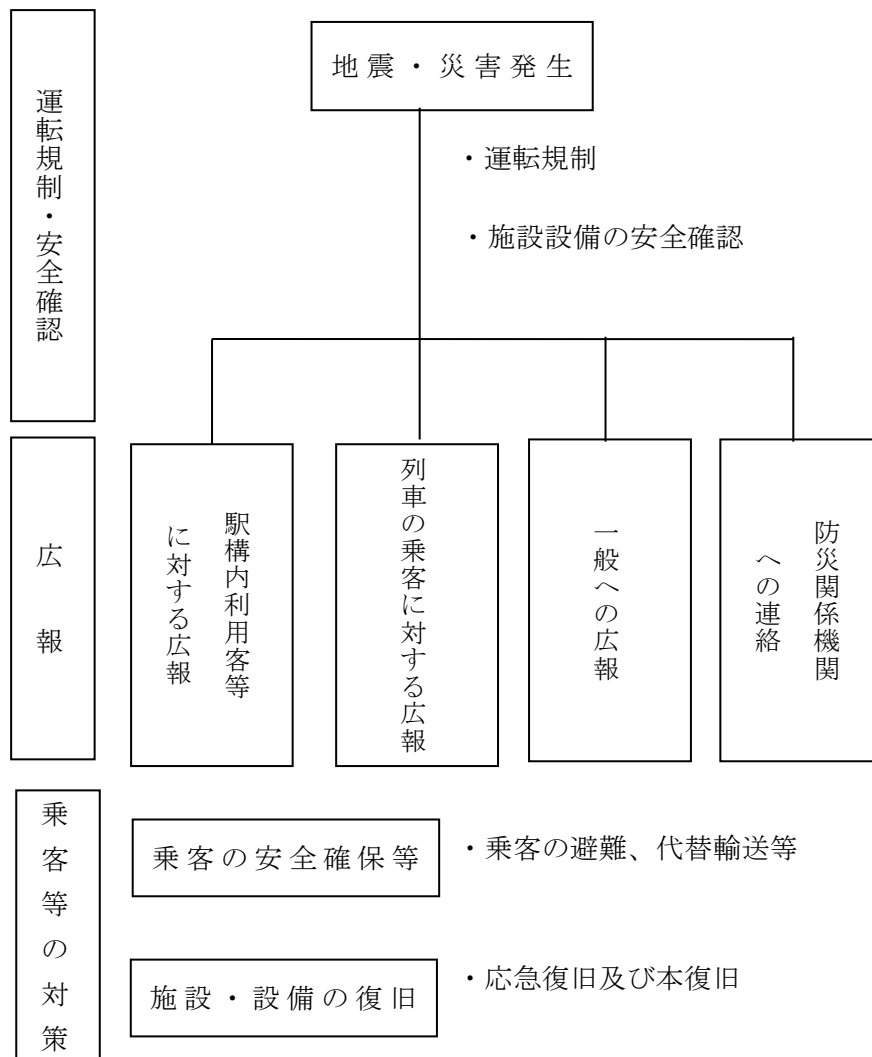 運転規制・安全確認
地震・災害発生
・運転規制
・施設設備の安全確認
広報
駅構内利用客等
に対する広報
列車の乗客に対する広報
一般への広報
防災関係機関
への連絡
乗客等の対策
乗客の安全確保等
・乗客の避難、代替輸送等
施設・設備の復旧
・応急復旧及び本復旧